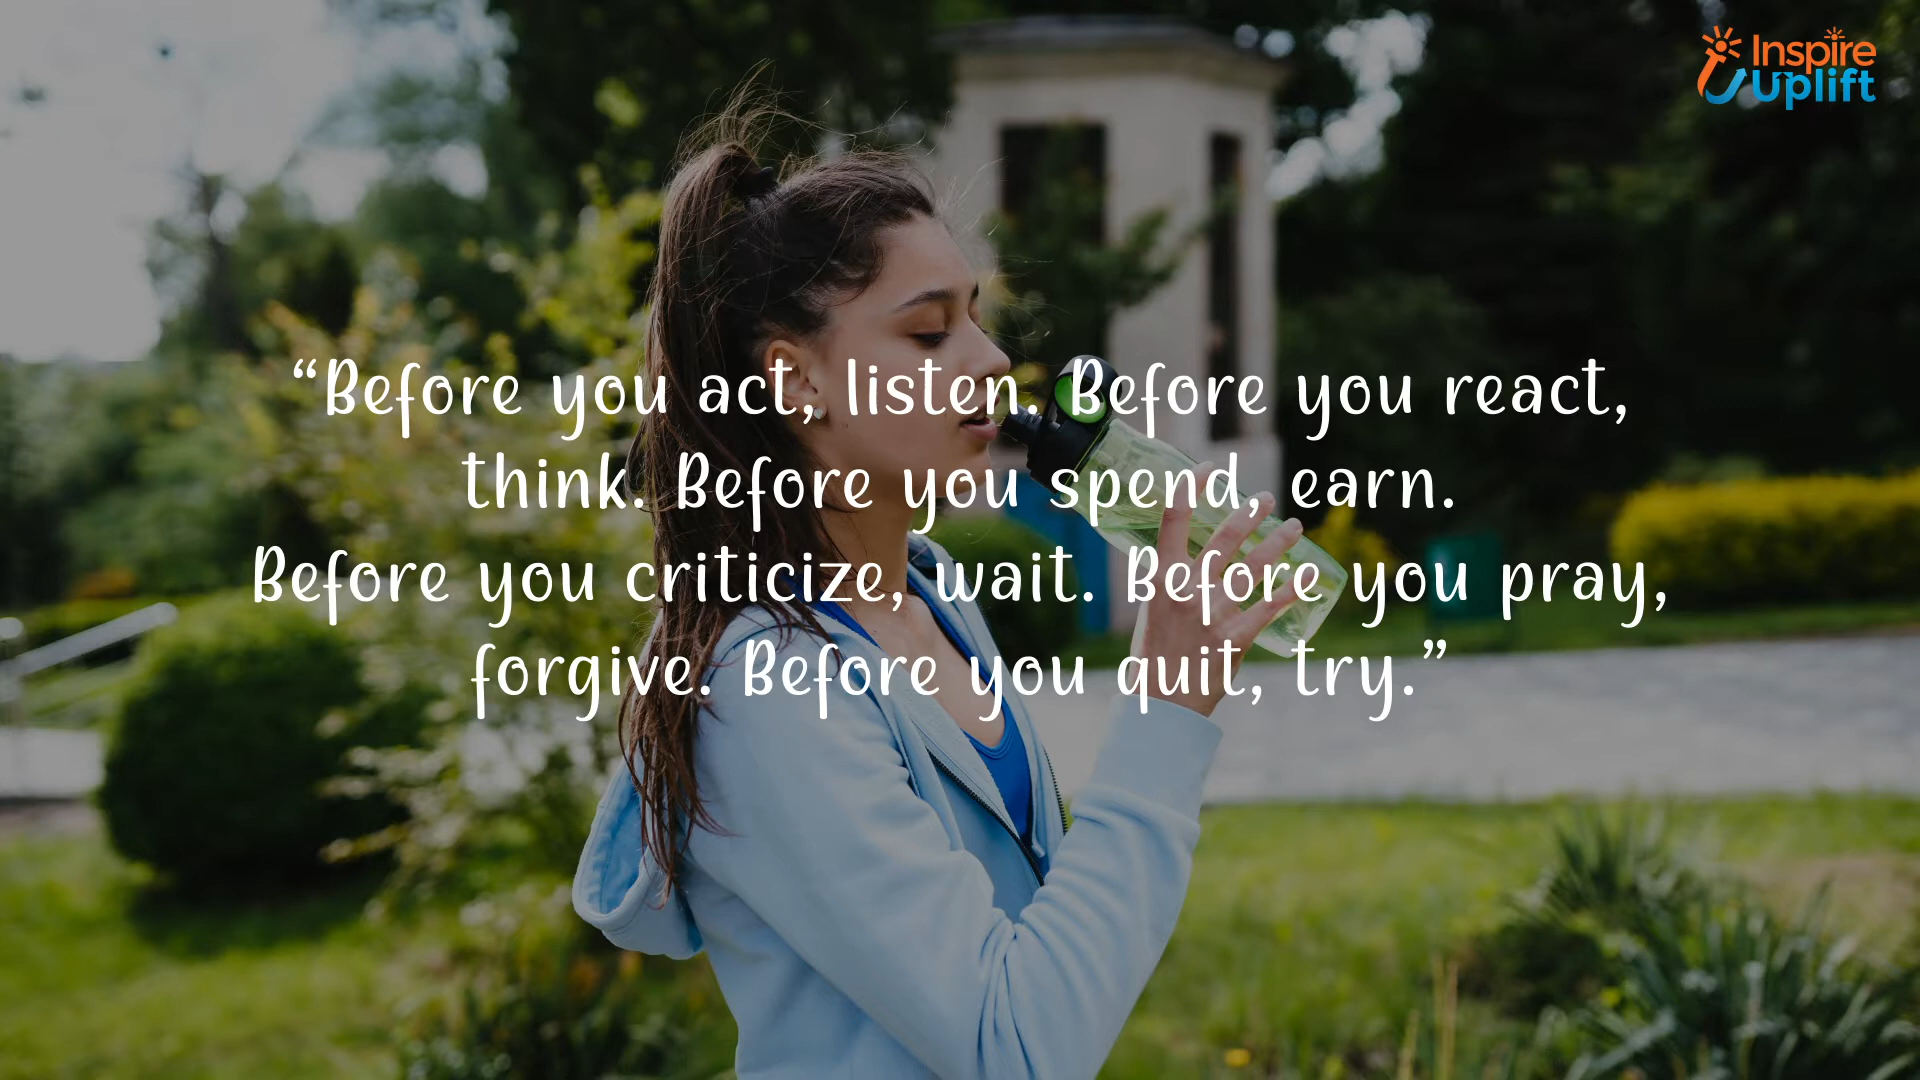 Inspire
Uplift
“Before you act, listen. Before you react,
think. Before you spend, earn.
Before you criticize, wait. Before you pray,
forgive. Before you quit, try.”